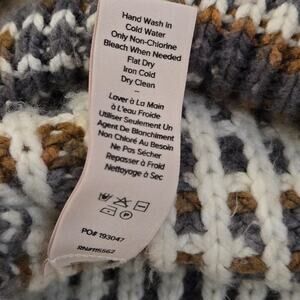 Hand Wash In
Cold Water
Only Non-Chlorine
Bleach When Needed
Flat Dry
Iron Cold
Dry Clean
Laver à La Main
à L'eau Froide
Utiliser Seulement Un
Agent de Blanchiment
Non Chloré Au Besoin
Ne Pas Sécher
Repasser à Froid
Nettoyage à Sec
PO# 193047
RN#115562